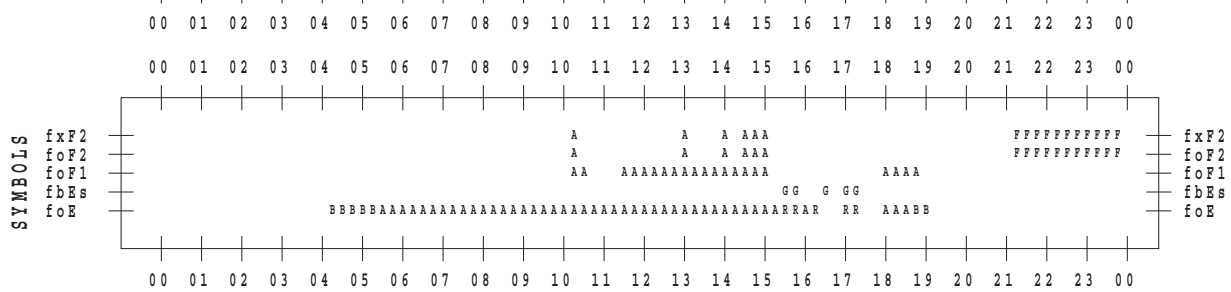 00 01 02 03 04 05 06 07 08 09 10 11 12 13 14 15 16 17 18 19 20 21 22 23 00
00 01 02 03 04 05 06 07 08 09 10 11 12 13 14 15 16 17 18 19 20 21 22 23 00
SYMBOLS
fxF2 A A A AAA FFFFFFFFFFF fxF2
foF2 A A A AAA FFFFFFFFFFF foF2
foF1 AA AAAAAAAAAAAAAAA AAAA foF1
fbEs GG G GG fbEs
foE BBBBBAAAAAAAAAAAAAAAAAAAAAAAAAAAAAAAAAAAAAAAARRAR RR AAABB foE
00 01 02 03 04 05 06 07 08 09 10 11 12 13 14 15 16 17 18 19 20 21 22 23 00